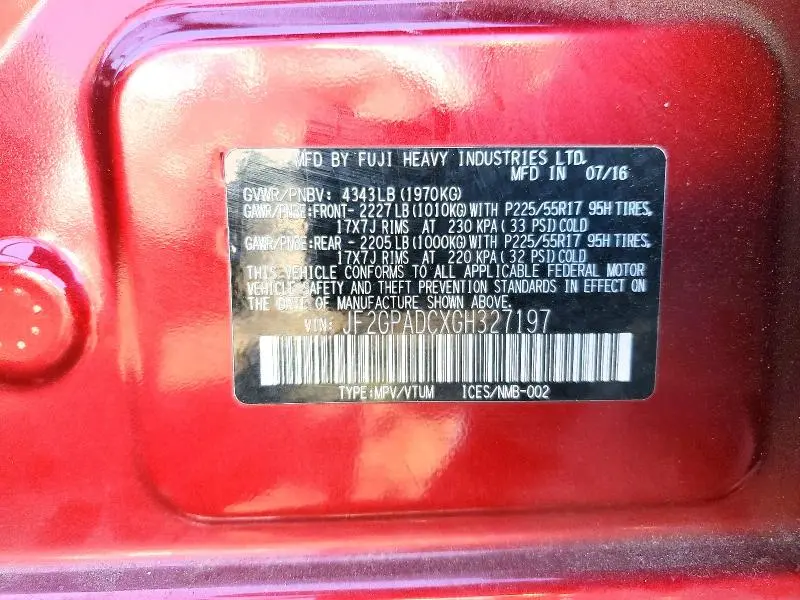 MFD BY FUJI HEAVY INDUSTRIES LTD.
MFD IN 07/16
GVWR/PNBV: 4343LB (1970KG)
GAWR/PNBE:FRONT- 2227LB (1010KG) WITH P225/55R17 95H TIRES,
17X7J RIMS AT 230 KPA (33 PSI) COLD
GAWR/PNBE:REAR - 2205LB (1000KG) WITH P225/55R17 95H TIRES,
17X7J RIMS AT 220 KPA (32 PSI) COLD
THIS VEHICLE CONFORMS TO ALL APPLICABLE FEDERAL MOTOR
VEHICLE SAFETY AND THEFT PREVENTION STANDARDS IN EFFECT ON
THE DATE OF MANUFACTURE SHOWN ABOVE.
VIN: JF2GPADCXGH327197
TYPE:MPV/VTUM ICES/NMB-002